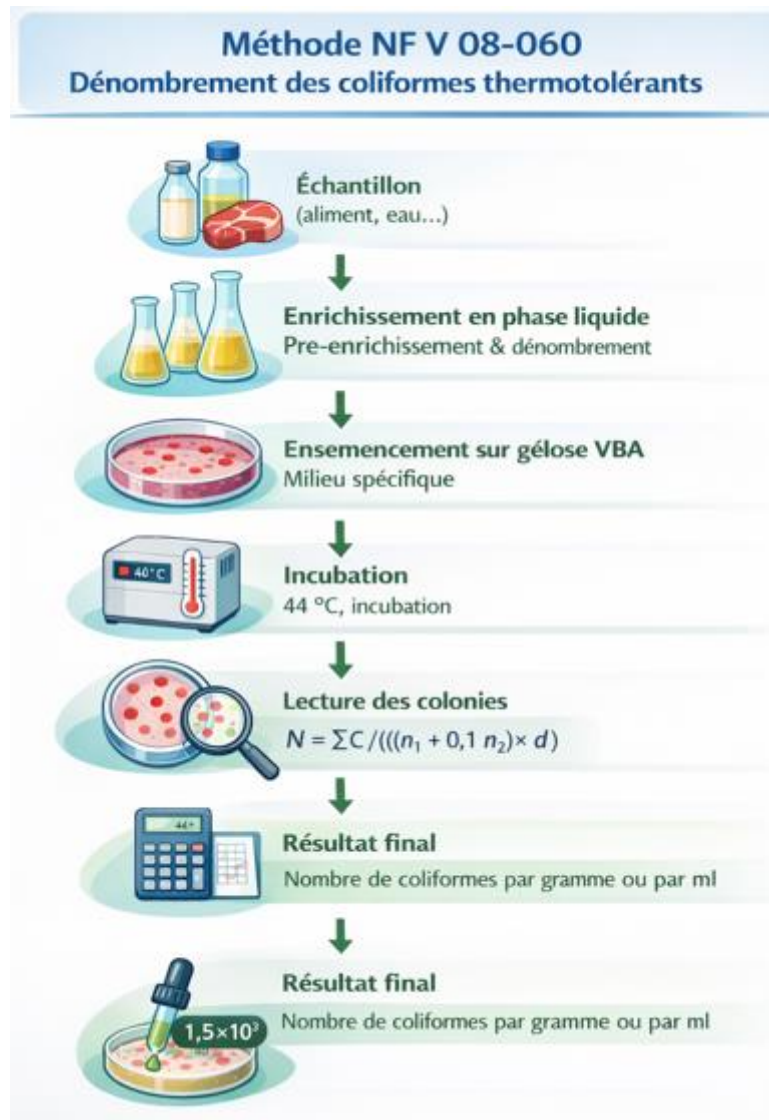 Méthode NF V 08-060
Dénombrement des coliformes thermotolérants
Échantillon
(aliment, eau...)
Enrichissement en phase liquide
Pre-enrichissement & dénombrement
Ensemencement sur gélose VBA
Milieu spécifique
40°C
Incubation
44 °C, incubation
Lecture des colonies
N = ΣC /(((n₁ + 0,1 n₂)× d)
Résultat final
Nombre de coliformes par gramme ou par ml
Résultat final
1,5×10³
Nombre de coliformes par gramme ou par ml